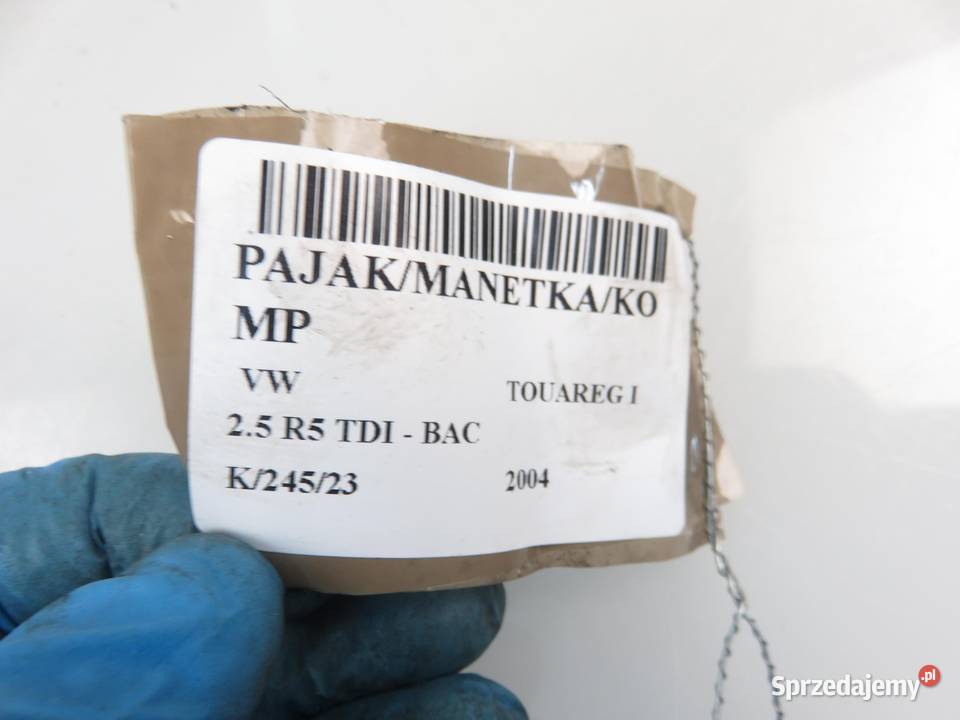 PAJAK/MANETKA/KO
MP
VW TOUAREG I
2.5 R5 TDI - BAC
K/245/23 2004
Sprzedajemy.pl